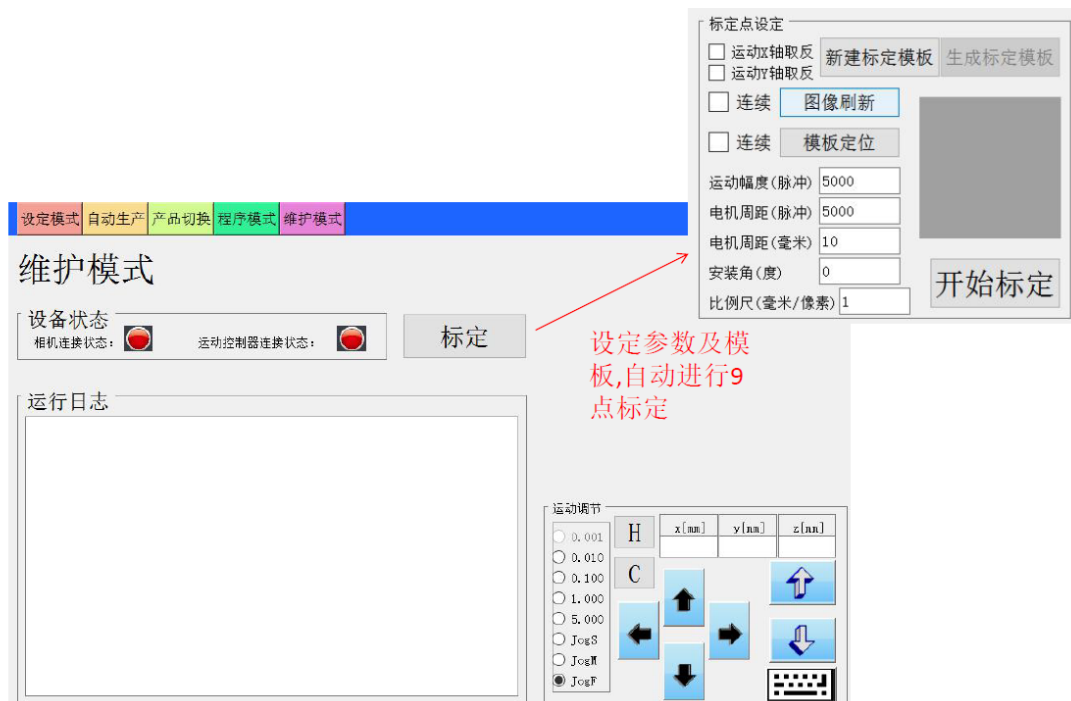 标定点设定
运动X轴取反
运动Y轴取反
新建标定模板
生成标定模板
连续
图像刷新
连续
模板定位
运动幅度(脉冲) 5000
电机周距(脉冲) 5000
电机周距(毫米) 10
安装角(度) 0
比例尺(毫米/像素) 1
开始标定
设定模式 自动生产 产品切换 程序模式 维护模式
维护模式
设备状态
相机连接状态:
运动控制器连接状态:
标定
设定参数及模
板,自动进行9
点标定
运行日志
运动调节
0.001
0.010
0.100
1.000
5.000
JogS
JogM
JogF
H
C
x[mm] y[mm] z[mm]